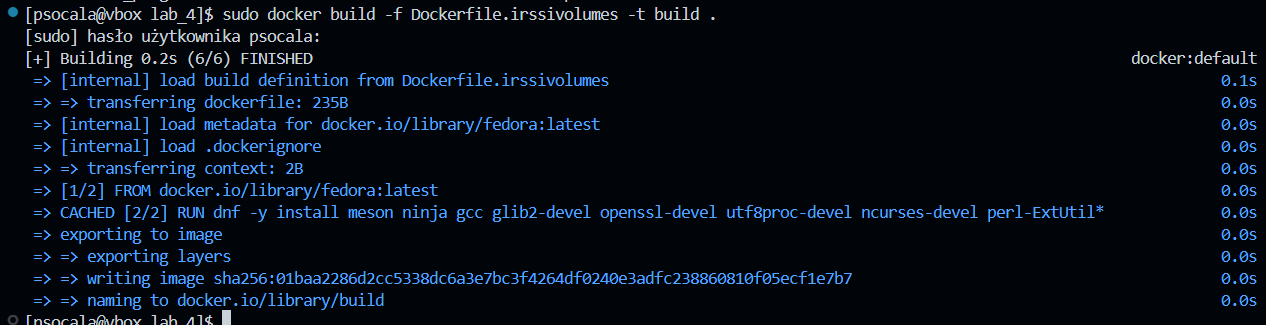 [psocala@vbox lab_4]$ sudo docker build -f Dockerfile.irssivolumes -t build .
[sudo] hasło użytkownika psocala:
[+] Building 0.2s (6/6) FINISHED docker:default
=> [internal] load build definition from Dockerfile.irssivolumes 0.1s
=> => transferring dockerfile: 235B 0.0s
=> [internal] load metadata for docker.io/library/fedora:latest 0.0s
=> [internal] load .dockerignore 0.0s
=> => transferring context: 2B 0.0s
=> [1/2] FROM docker.io/library/fedora:latest 0.0s
=> CACHED [2/2] RUN dnf -y install meson ninja gcc glib2-devel openssl-devel utf8proc-devel ncurses-devel perl-ExtUtil* 0.0s
=> exporting to image 0.0s
=> => exporting layers 0.0s
=> => writing image sha256:01baa2286d2cc5338dc6a3e7bc3f4264df0240e3adfc238860810f05ecf1e7b7 0.0s
=> => naming to docker.io/library/build 0.0s
[psocala@vbox lab_4]$